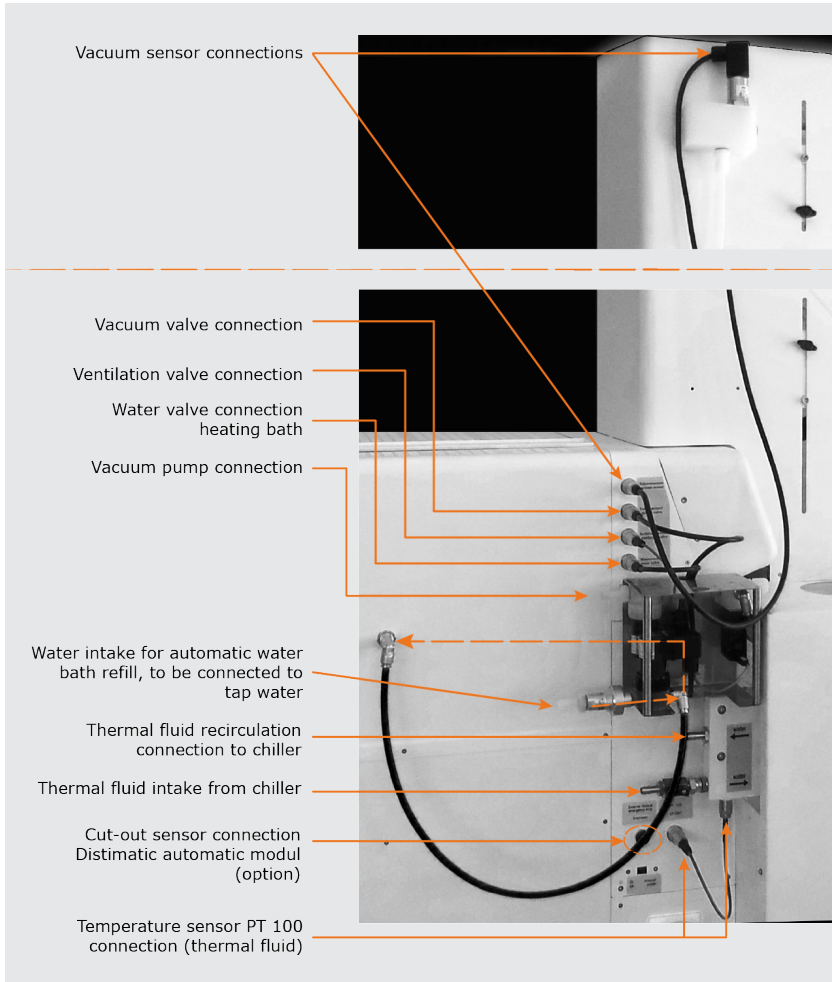 Vacuum sensor connections
Vacuum valve connection
Ventilation valve connection
Water valve connection
heating bath
Vacuum pump connection
Water intake for automatic water
bath refill, to be connected to
tap water
Thermal fluid recirculation
connection to chiller
Thermal fluid intake from chiller
Cut-out sensor connection
Distimatic automatic modul
(option)
Temperature sensor PT 100
connection (thermal fluid)